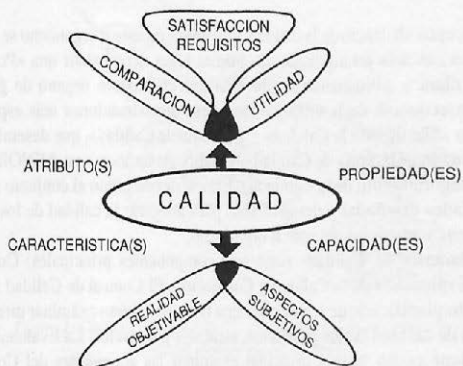 SATISFACCION
REQUISITOS
COMPARACION
UTILIDAD
ATRIBUTO(S)
PROPIEDAD(ES)
CALIDAD
CARACTERISTICA(S)
CAPACIDAD(ES)
REALIDAD
OBJETIVABLE
ASPECTOS
SUBJETIVOS